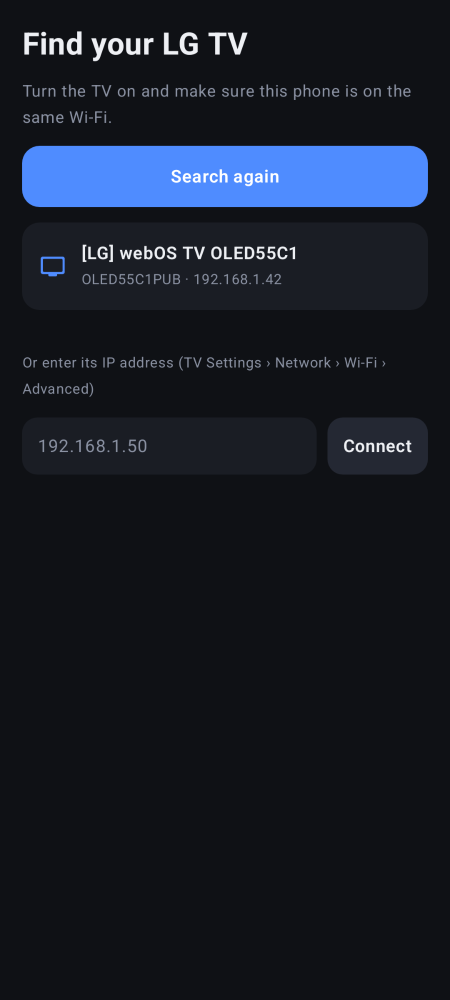 Find your LG TV
Turn the TV on and make sure this phone is on the
same Wi-Fi.
Search again
[LG] webOS TV OLED55C1
OLED55C1PUB · 192.168.1.42
Or enter its IP address (TV Settings › Network › Wi-Fi ›
Advanced)
192.168.1.50
Connect